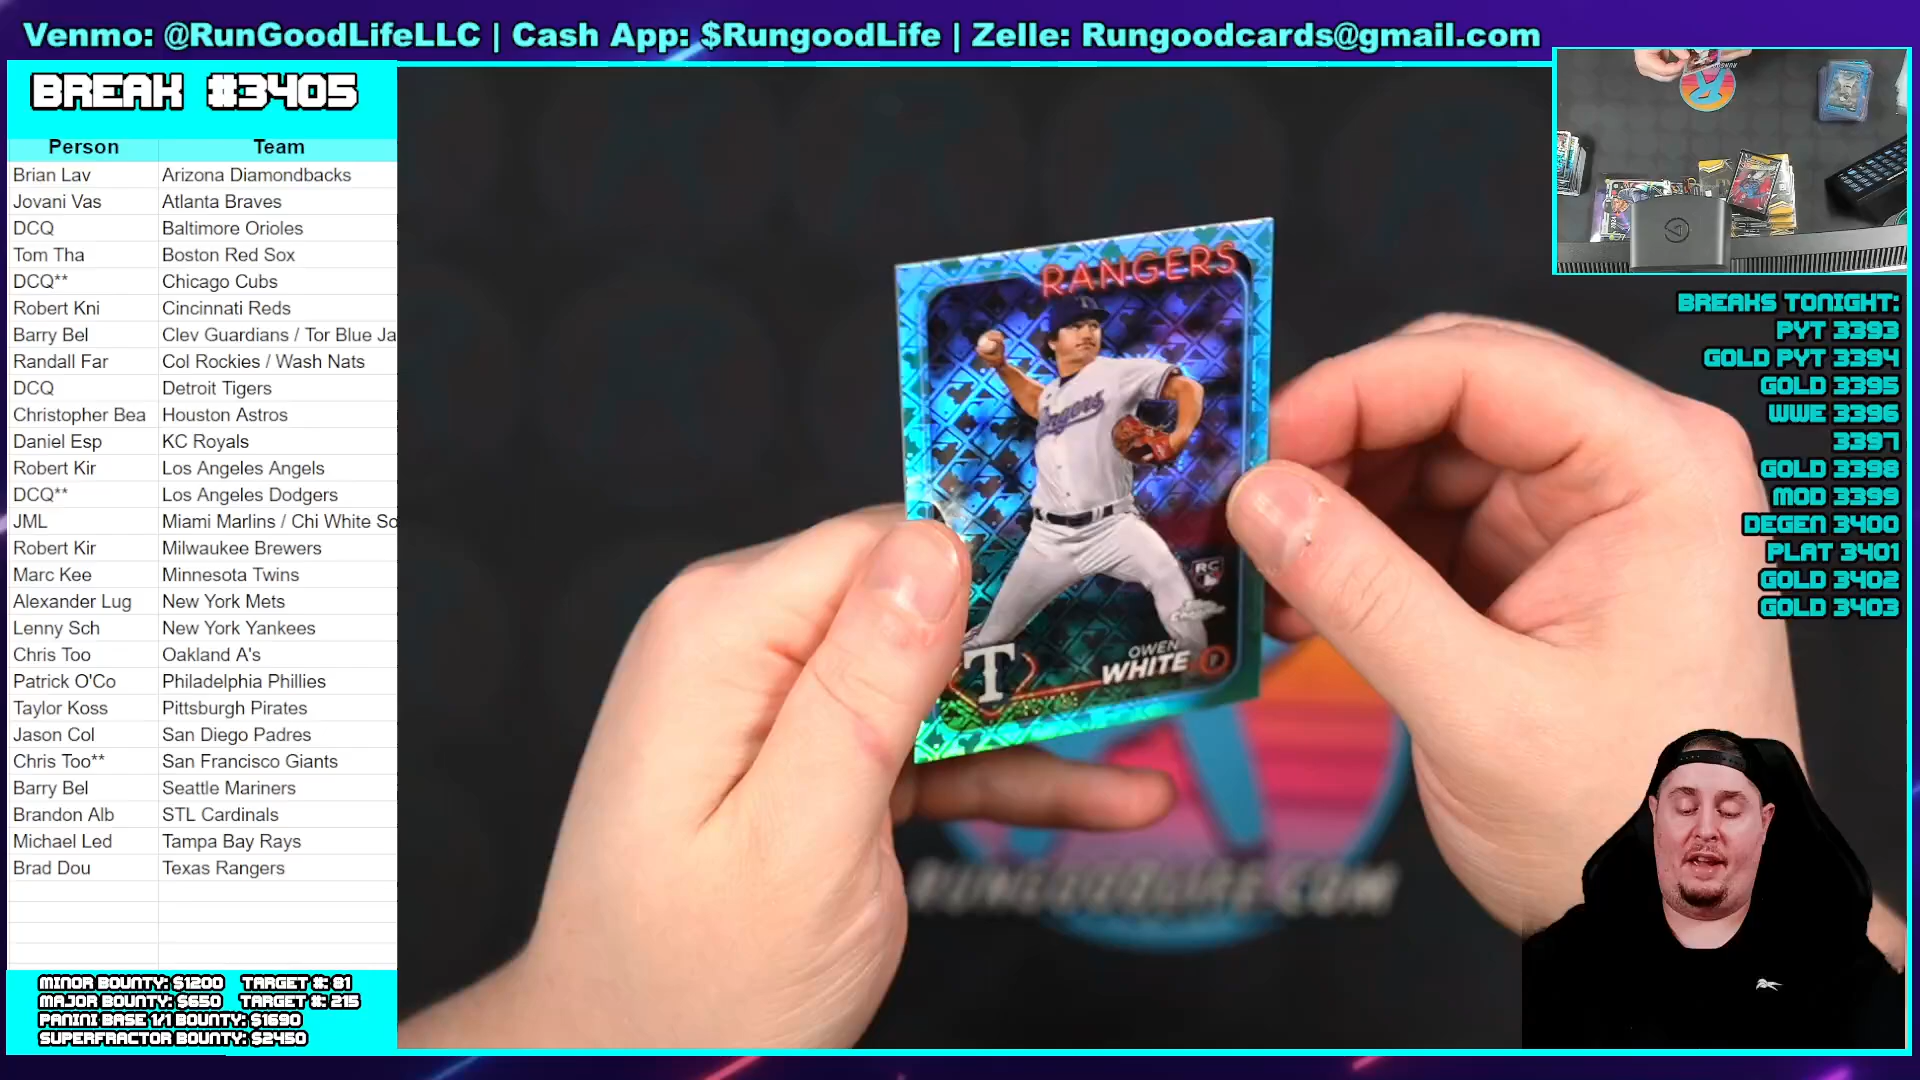 Venmo: @RunGoodLifeLLC | Cash App: $RungoodLife | Zelle: Rungoodcards@gmail.com
BREAK #3405
Person Team
Brian Lav Arizona Diamondbacks
Jovani Vas Atlanta Braves
DCQ Baltimore Orioles
Tom Tha Boston Red Sox
DCQ** Chicago Cubs
Robert Kni Cincinnati Reds
Barry Bel Clev Guardians / Tor Blue Ja
Randall Far Col Rockies / Wash Nats
DCQ Detroit Tigers
Christopher Bea Houston Astros
Daniel Esp KC Royals
Robert Kir Los Angeles Angels
DCQ** Los Angeles Dodgers
JML Miami Marlins / Chi White So
Robert Kir Milwaukee Brewers
Marc Kee Minnesota Twins
Alexander Lug New York Mets
Lenny Sch New York Yankees
Chris Too Oakland A's
Patrick O'Co Philadelphia Phillies
Taylor Koss Pittsburgh Pirates
Jason Col San Diego Padres
Chris Too** San Francisco Giants
Barry Bel Seattle Mariners
Brandon Alb STL Cardinals
Michael Led Tampa Bay Rays
Brad Dou Texas Rangers
MINOR BOUNTY: $1200 TARGET #: 81
MAJOR BOUNTY: $650 TARGET #: 215
PANINI BASE 1/1 BOUNTY: $1690
SUPERFRACTOR BOUNTY: $2450
RANGERS
Rangers
RC
OWEN
WHITE P
T
RUNGOODLIFE.COM
BREAKS TONIGHT:
PYT 3393
GOLD PYT 3394
GOLD 3395
WWE 3396
3397
GOLD 3398
MOD 3399
DEGEN 3400
PLAT 3401
GOLD 3402
GOLD 3403